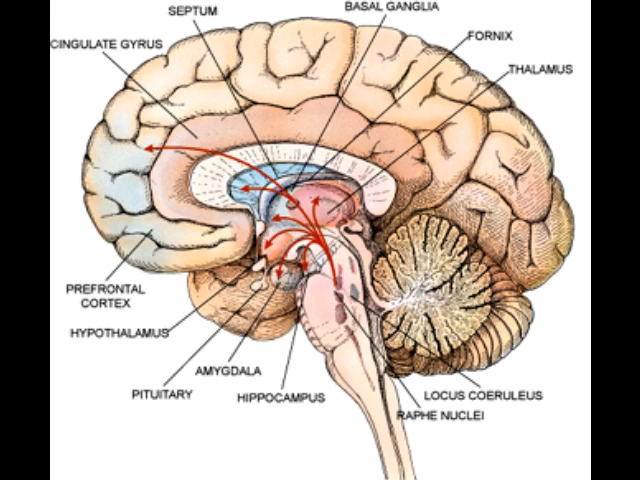 SEPTUM
BASAL GANGLIA
CINGULATE GYRUS
FORNIX
THALAMUS
PREFRONTAL
CORTEX
HYPOTHALAMUS
AMYGDALA
PITUITARY
HIPPOCAMPUS
LOCUS COERULEUS
RAPHE NUCLEI